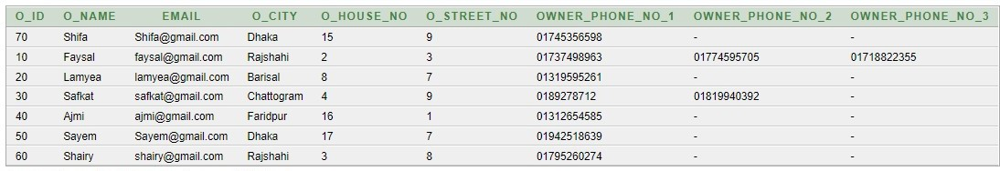 O_ID O_NAME EMAIL O_CITY O_HOUSE_NO O_STREET_NO OWNER_PHONE_NO_1 OWNER_PHONE_NO_2 OWNER_PHONE_NO_3
70 Shifa Shifa@gmail.com Dhaka 15 9 01745356598 - -
10 Faysal faysal@gmail.com Rajshahi 2 3 01737498963 01774595705 01718822355
20 Lamyea lamyea@gmail.com Barisal 8 7 01319595261 - -
30 Safkat safkat@gmail.com Chattogram 4 9 0189278712 01819940392 -
40 Ajmi ajmi@gmail.com Faridpur 16 1 01312654585 - -
50 Sayem Sayem@gmail.com Dhaka 17 7 01942518639 - -
60 Shairy shairy@gmail.com Rajshahi 3 8 01795260274 - -